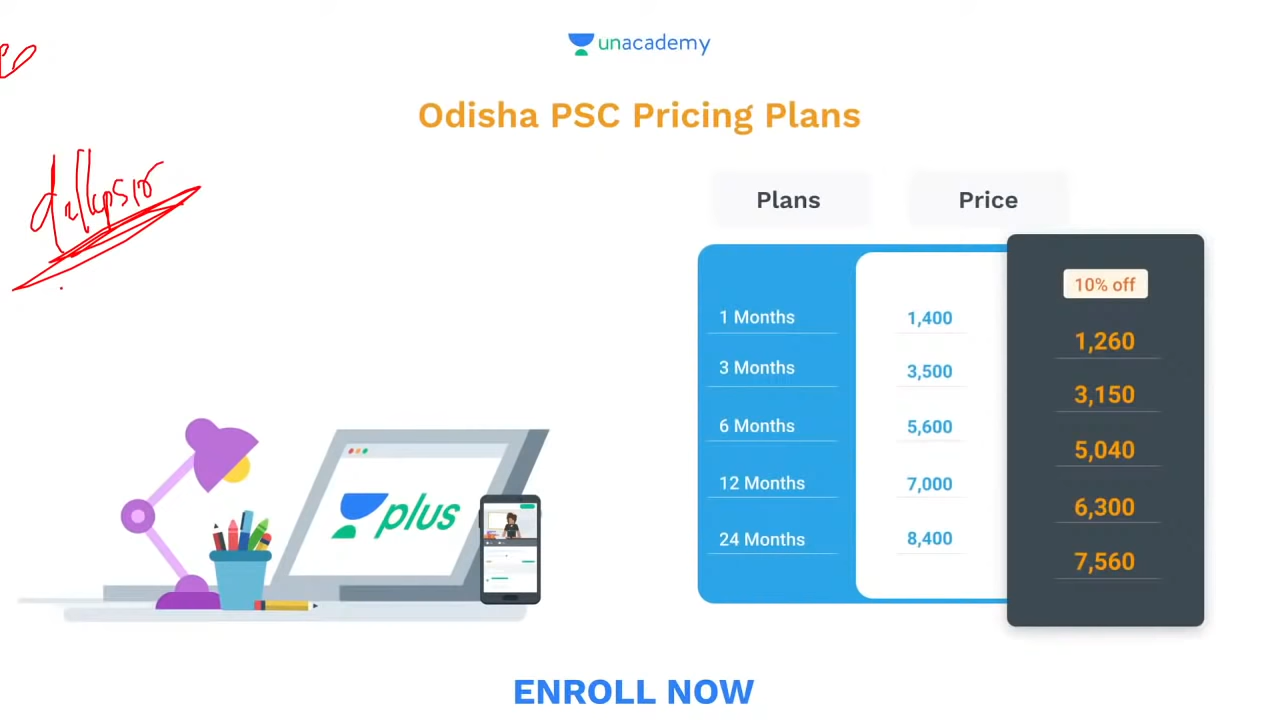 unacademy
Odisha PSC Pricing Plans
Plans Price
10% off
1 Months 1,400 1,260
3 Months 3,500 3,150
6 Months 5,600 5,040
12 Months 7,000 6,300
24 Months 8,400 7,560
plus
ENROLL NOW